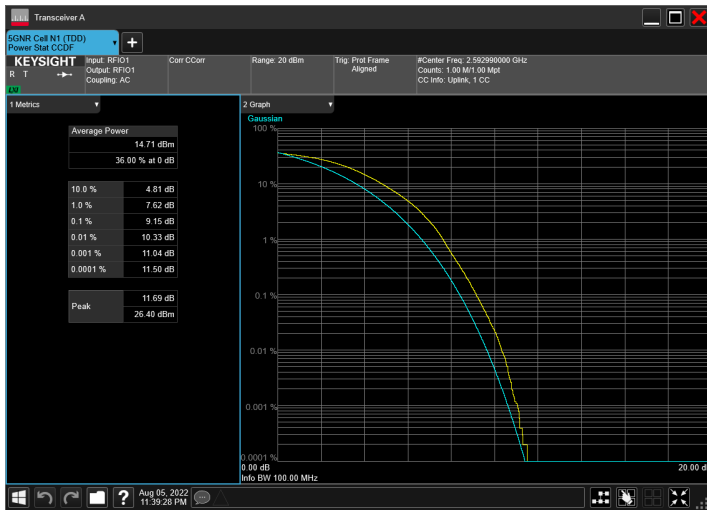 Transceiver A
5GNR Cell N1 (TDD)
Power Stat CCDF
KEYSIGHT
R T
LXI
Input: RFIO1
Output: RFIO1
Coupling: AC
Corr CCorr
Range: 20 dBm
Trig: Prot Frame
Aligned
#Center Freq: 2.592990000 GHz
Counts: 1.00 M/1.00 Mpt
CC Info: Uplink, 1 CC
1 Metrics
Average Power
14.71 dBm
36.00 % at 0 dB
10.0 % 4.81 dB
1.0 % 7.62 dB
0.1 % 9.15 dB
0.01 % 10.33 dB
0.001 % 11.04 dB
0.0001 % 11.50 dB
Peak
11.69 dB
26.40 dBm
2 Graph
Gaussian
100 %
10 %
1 %
0.1 %
0.01 %
0.001 %
0.0001 %
0.00 dB
20.00 d
Info BW 100.00 MHz
?
Aug 05, 2022
11:39:28 PM